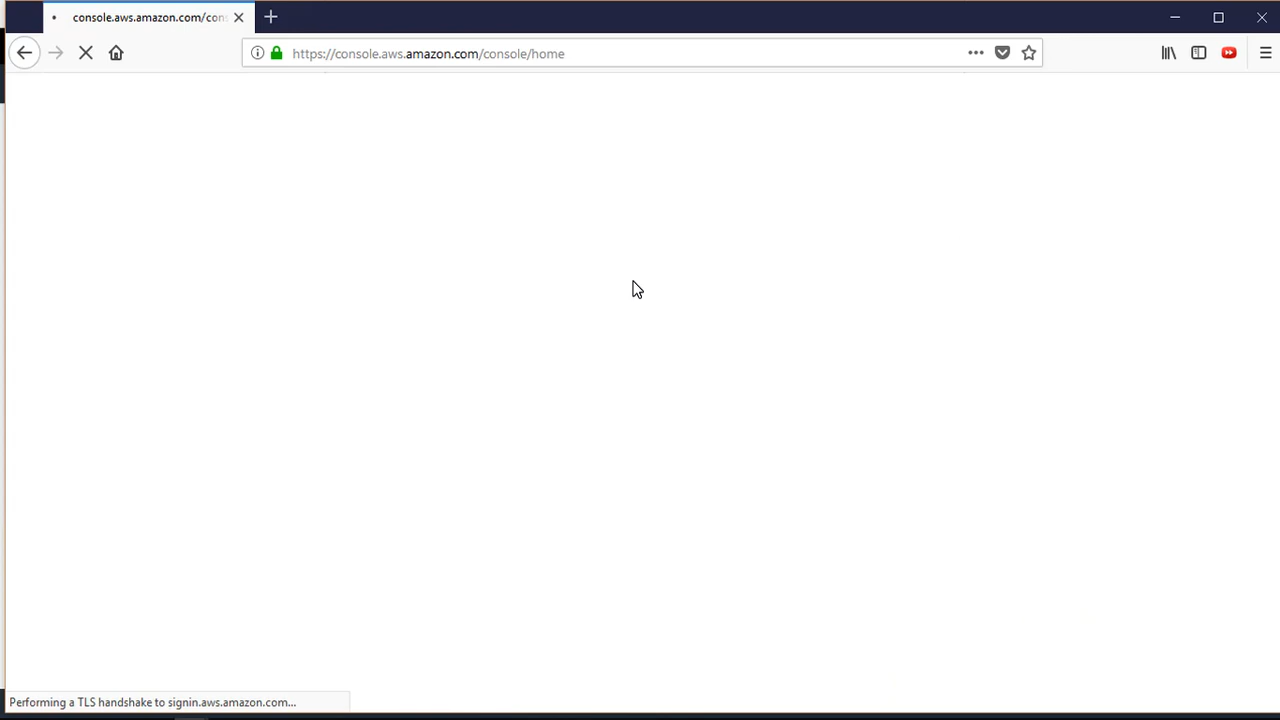 console.aws.amazon.com/con
https://console.aws.amazon.com/console/home
Performing a TLS handshake to signin.aws.amazon.com...